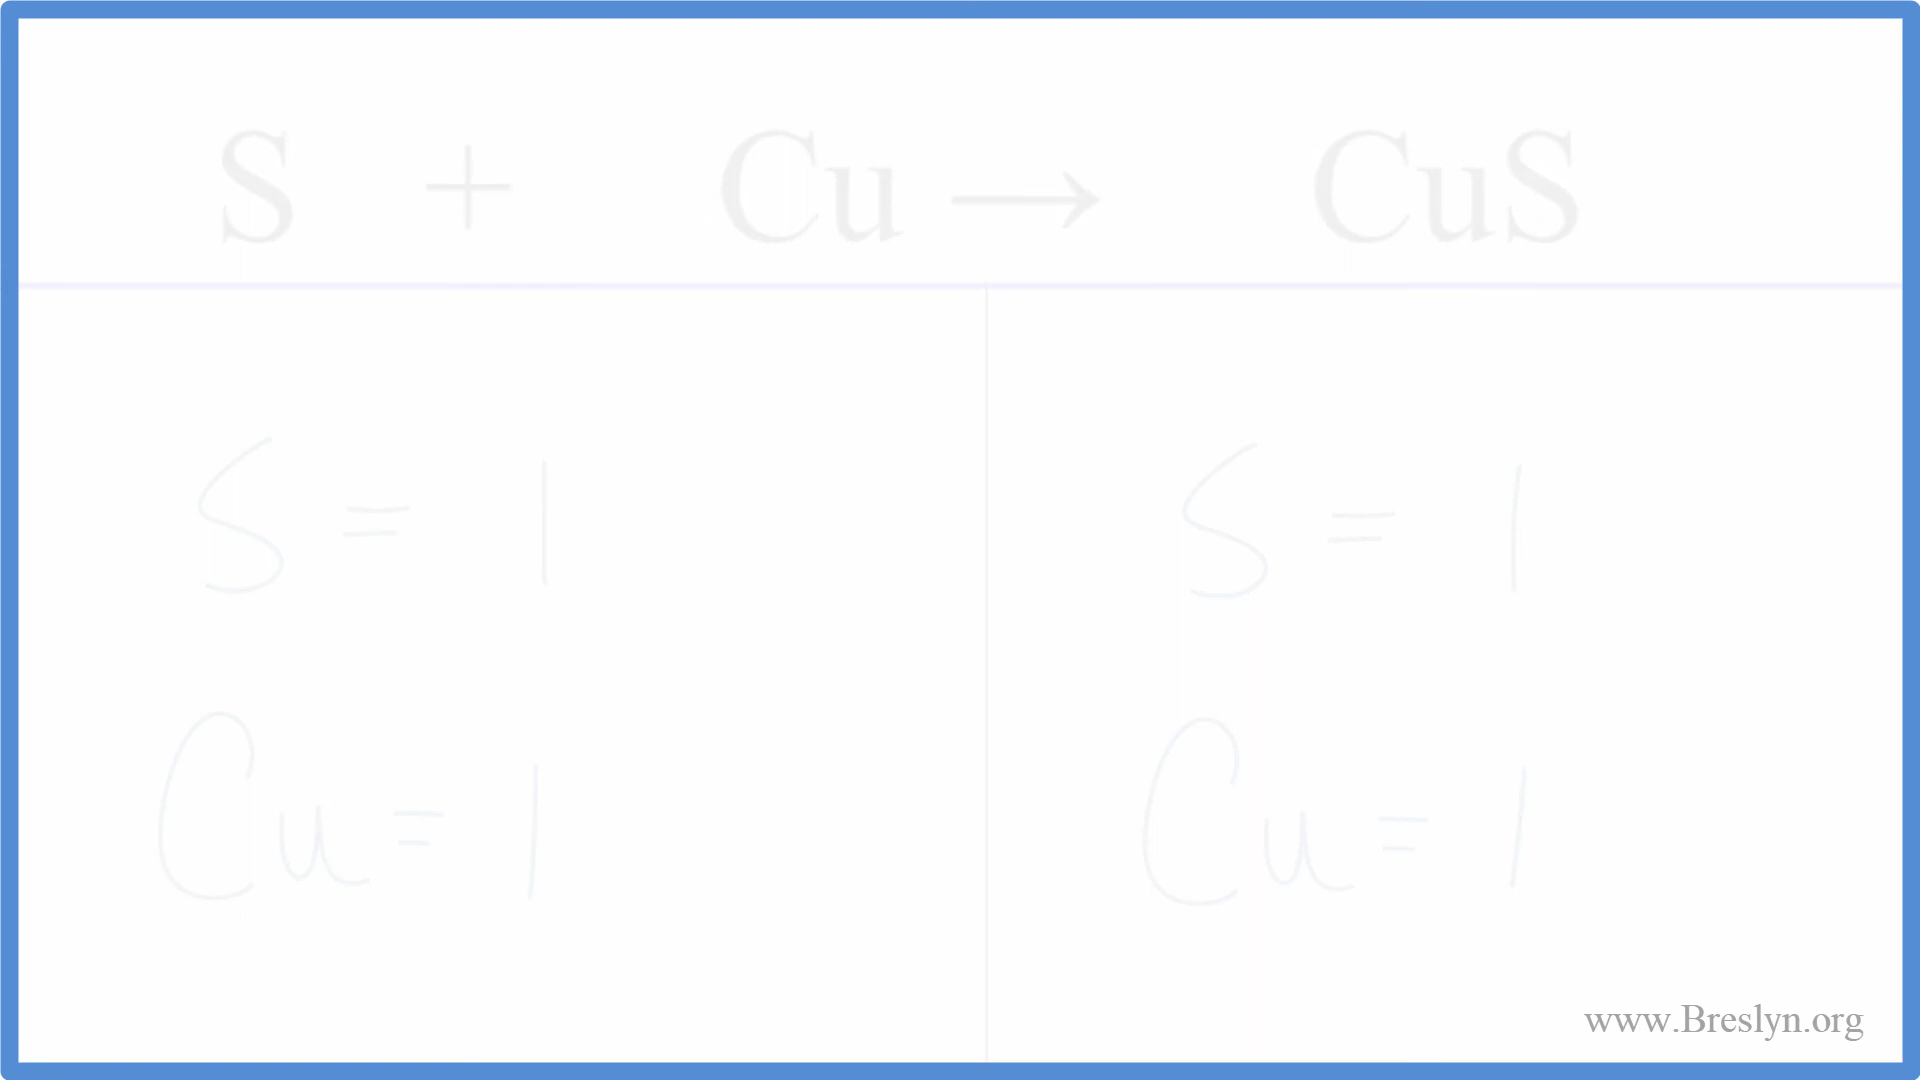 S + Cu → CuS
S = 1 S = 1
Cu = 1 Cu = 1
www.Breslyn.org